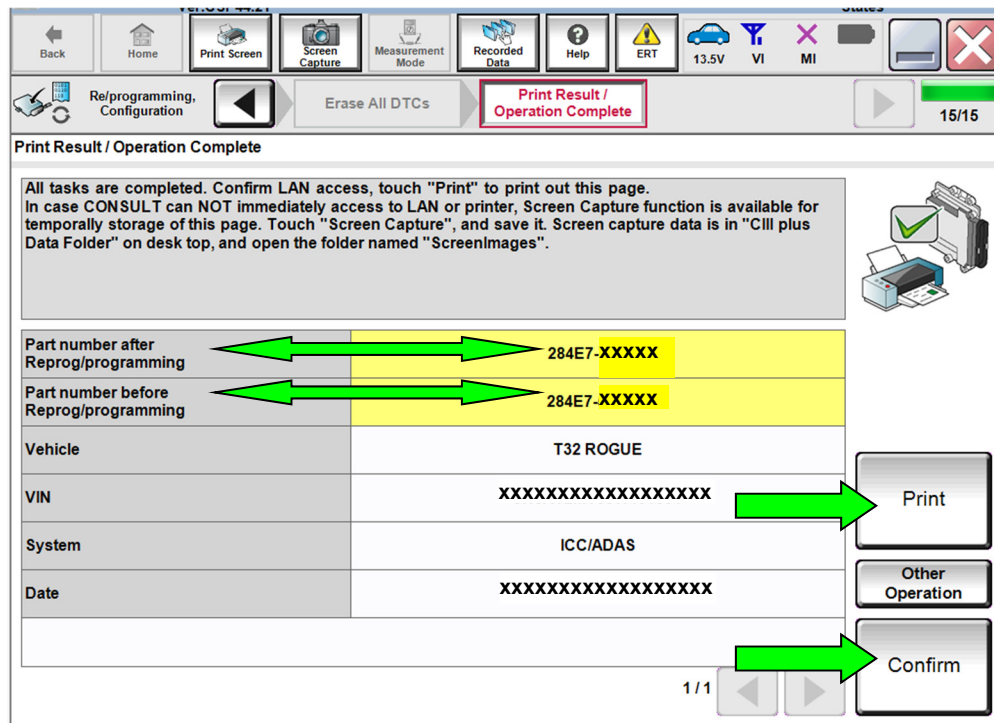 Back
Home
Print Screen
Screen
Capture
Measurement
Mode
Recorded
Data
Help
ERT
13.5V
VI
MI
Re/programming,
Configuration
Erase All DTCs
Print Result /
Operation Complete
15/15
Print Result / Operation Complete
All tasks are completed. Confirm LAN access, touch "Print" to print out this page.
In case CONSULT can NOT immediately access to LAN or printer, Screen Capture function is available for
temporally storage of this page. Touch "Screen Capture", and save it. Screen capture data is in "CIII plus
Data Folder" on desk top, and open the folder named "ScreenImages".
Part number after
Reprog/programming
284E7-XXXXX
Part number before
Reprog/programming
284E7-XXXXX
Vehicle
T32 ROGUE
VIN
XXXXXXXXXXXXXXXXXX
Print
System
ICC/ADAS
Other
Operation
Date
XXXXXXXXXXXXXXXXXX
Confirm
1/1